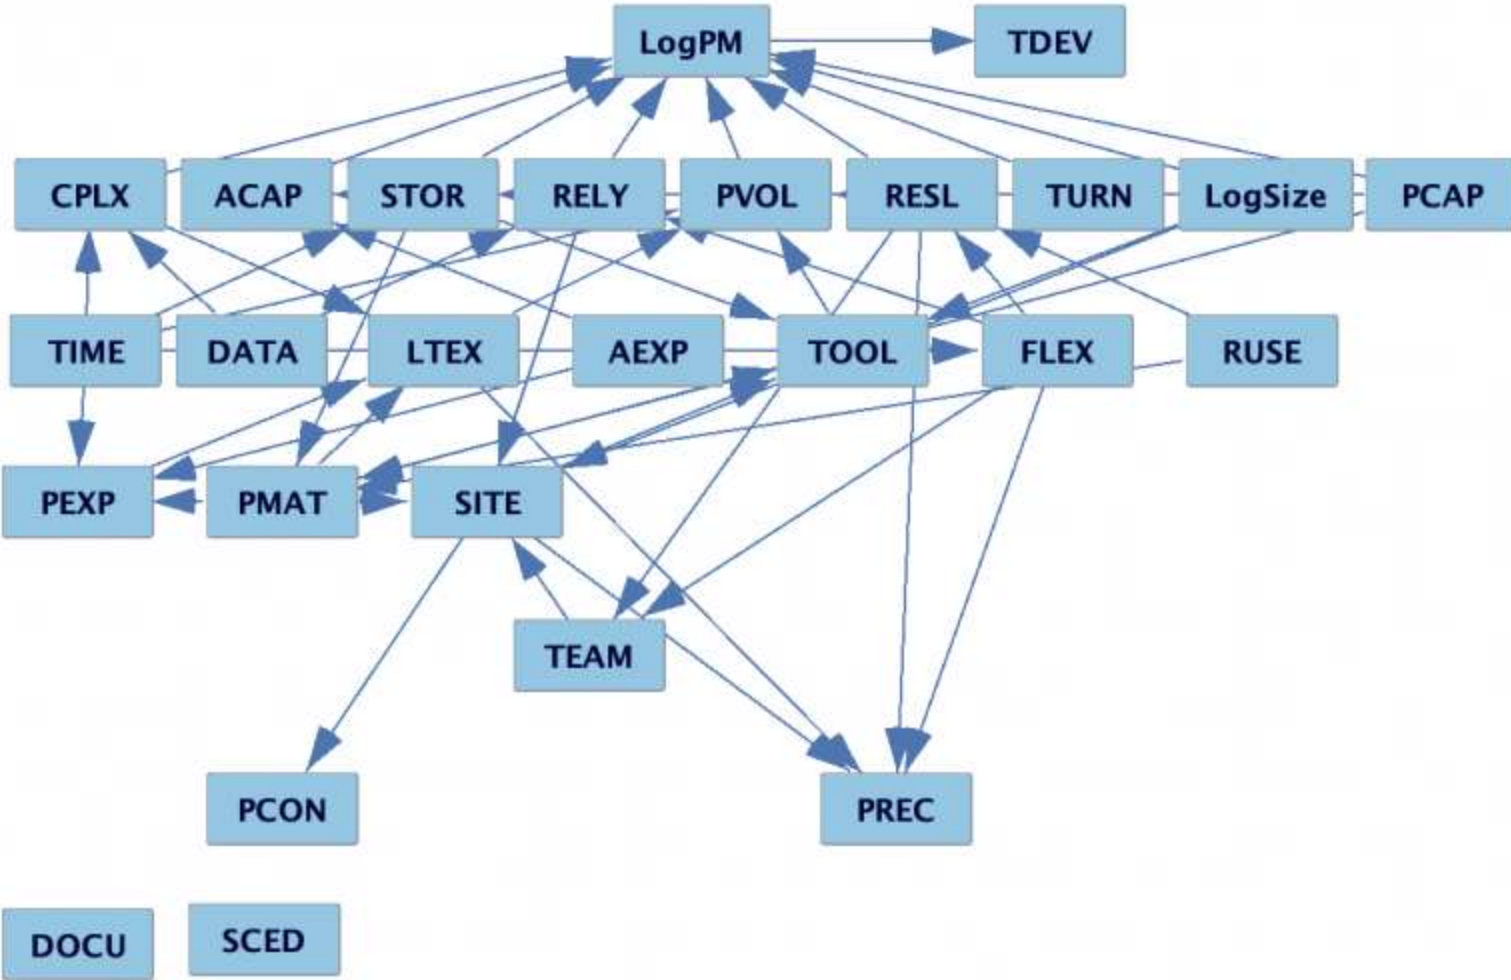 LogPM
TDEV
CPLX
ACAP
STOR
RELY
PVOL
RESL
TURN
LogSize
PCAP
TIME
DATA
LTEX
AEXP
TOOL
FLEX
RUSE
PEXP
PMAT
SITE
TEAM
PCON
PREC
DOCU
SCED